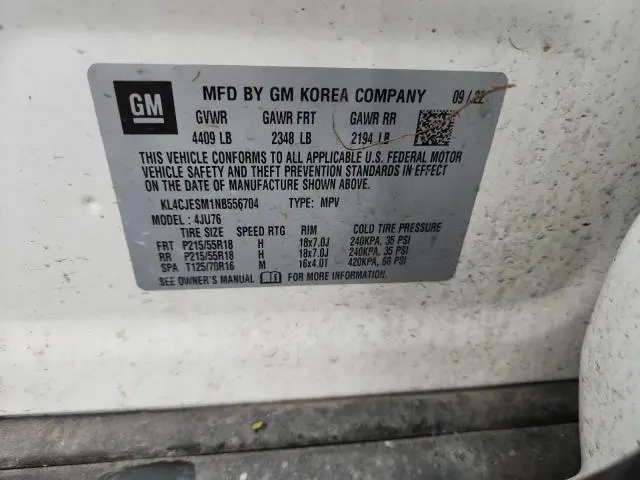 GM
MFD BY GM KOREA COMPANY 09 / 22
GVWR GAWR FRT GAWR RR
4409 LB 2348 LB 2194 LB
THIS VEHICLE CONFORMS TO ALL APPLICABLE U.S. FEDERAL MOTOR
VEHICLE SAFETY AND THEFT PREVENTION STANDARDS IN EFFECT
ON THE DATE OF MANUFACTURE SHOWN ABOVE.
KL4CJESM1NB556704 TYPE: MPV
MODEL : 4JU76
TIRE SPEED RTG RIM COLD TIRE PRESSURE
FRT P215/55R18 H 18x7.0J 240KPA, 35 PSI
RR P215/55R18 H 18x7.0J 240KPA, 35 PSI
SPA T125/70R16 M 16x4.0T 420KPA, 60 PSI
SEE OWNER'S MANUAL FOR MORE INFORMATION.